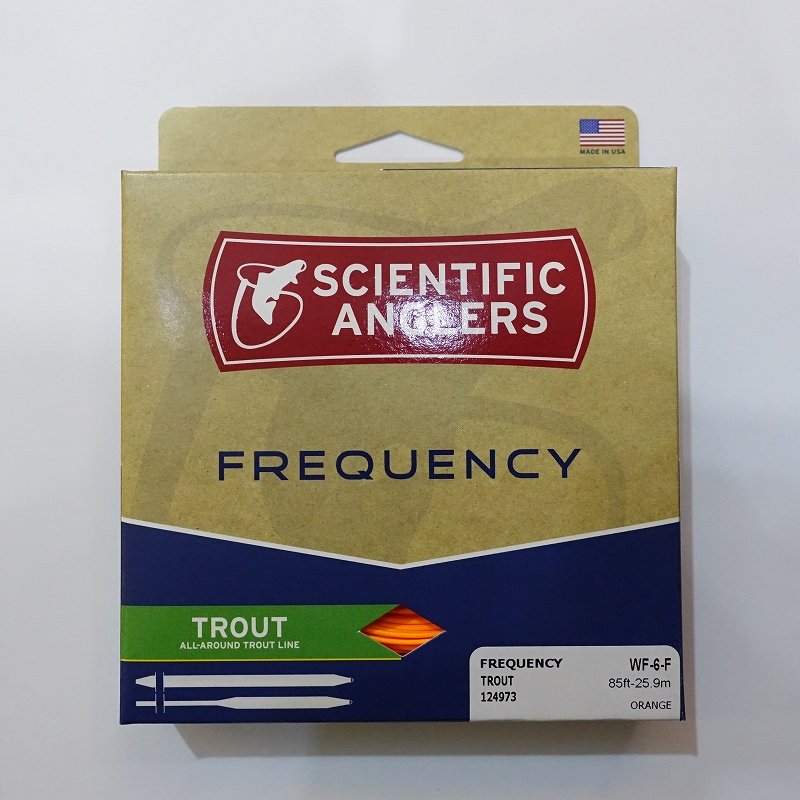 MADE IN USA
SCIENTIFIC
ANGLERS
FREQUENCY
TROUT
ALL-AROUND TROUT LINE
FREQUENCY WF-6-F
TROUT 85ft-25.9m
124973
ORANGE